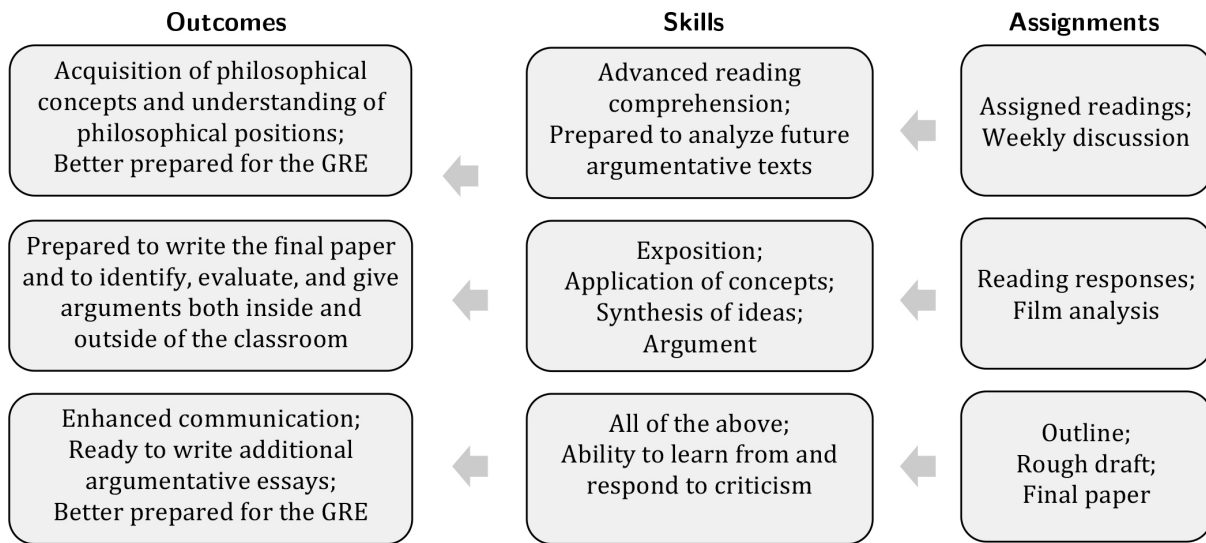 Outcomes
Skills
Assignments
Acquisition of philosophical
concepts and understanding of
philosophical positions;
Better prepared for the GRE
Advanced reading
comprehension;
Prepared to analyze future
argumentative texts
Assigned readings;
Weekly discussion
Prepared to write the final paper
and to identify, evaluate, and give
arguments both inside and
outside of the classroom
Exposition;
Application of concepts;
Synthesis of ideas;
Argument
Reading responses;
Film analysis
Enhanced communication;
Ready to write additional
argumentative essays;
Better prepared for the GRE
All of the above;
Ability to learn from and
respond to criticism
Outline;
Rough draft;
Final paper